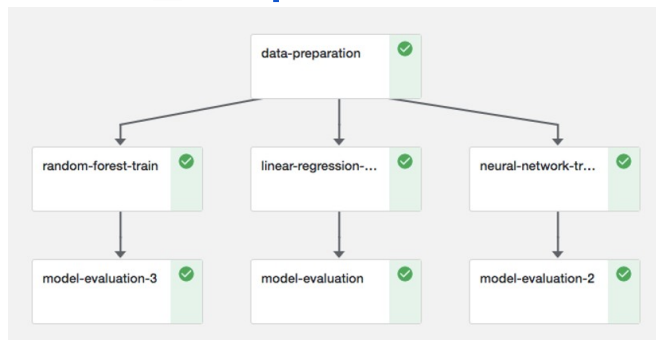 data-preparation
random-forest-train
linear-regression-...
neural-network-tr...
model-evaluation-3
model-evaluation
model-evaluation-2